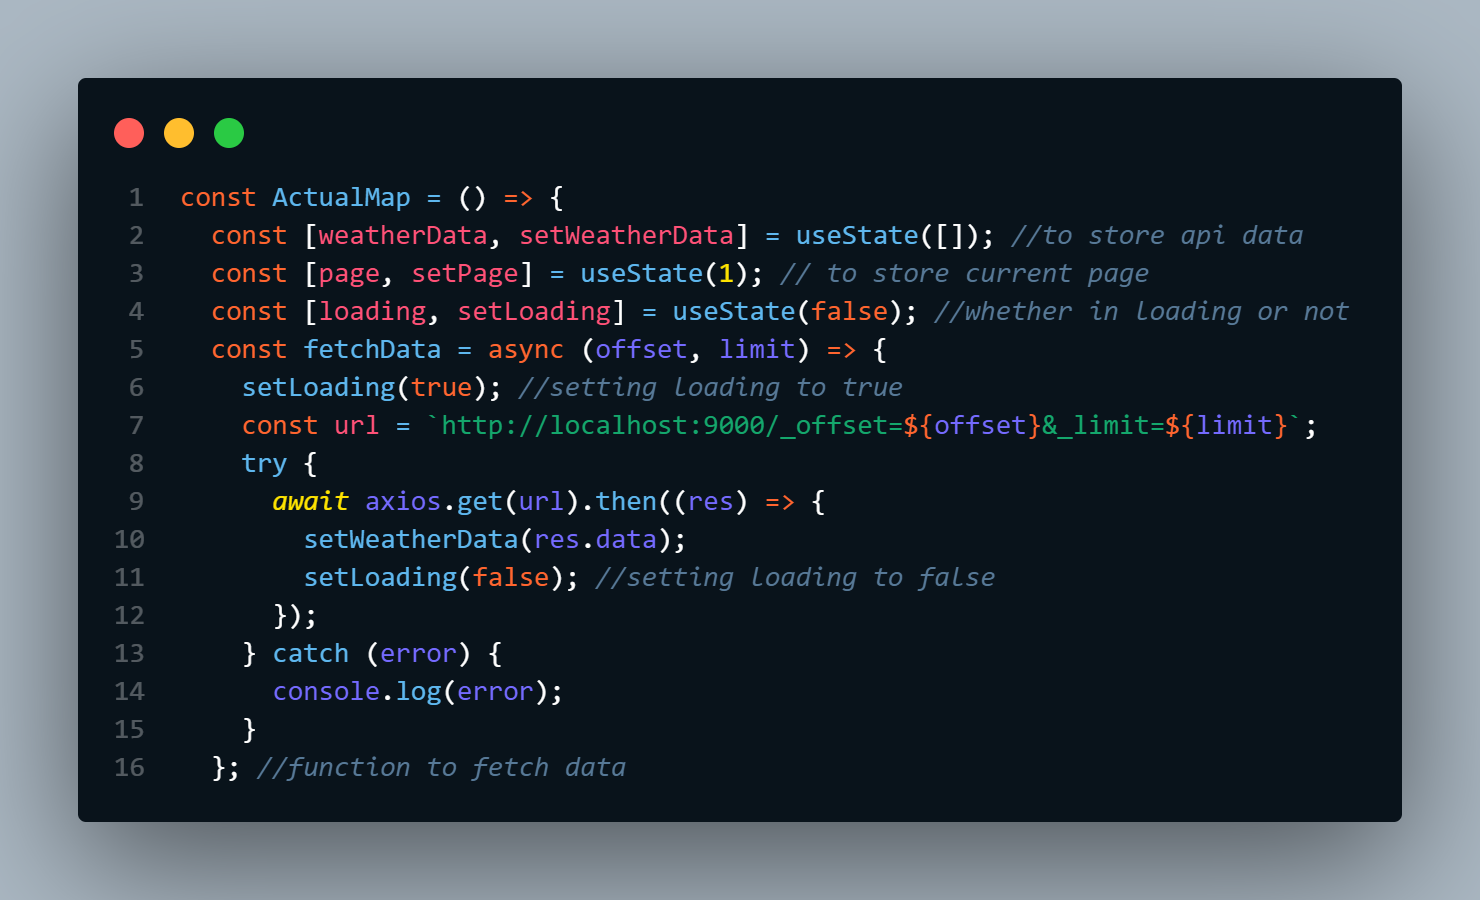 1 const ActualMap = () => {
2 const [weatherData, setWeatherData] = useState([]); //to store api data
3 const [page, setPage] = useState(1); // to store current page
4 const [loading, setLoading] = useState(false); //whether in loading or not
5 const fetchData = async (offset, limit) => {
6 setLoading(true); //setting loading to true
7 const url = `http://localhost:9000/_offset=${offset}&_limit=${limit}`;
8 try {
9 await axios.get(url).then((res) => {
10 setWeatherData(res.data);
11 setLoading(false); //setting loading to false
12 });
13 } catch (error) {
14 console.log(error);
15 }
16 }; //function to fetch data